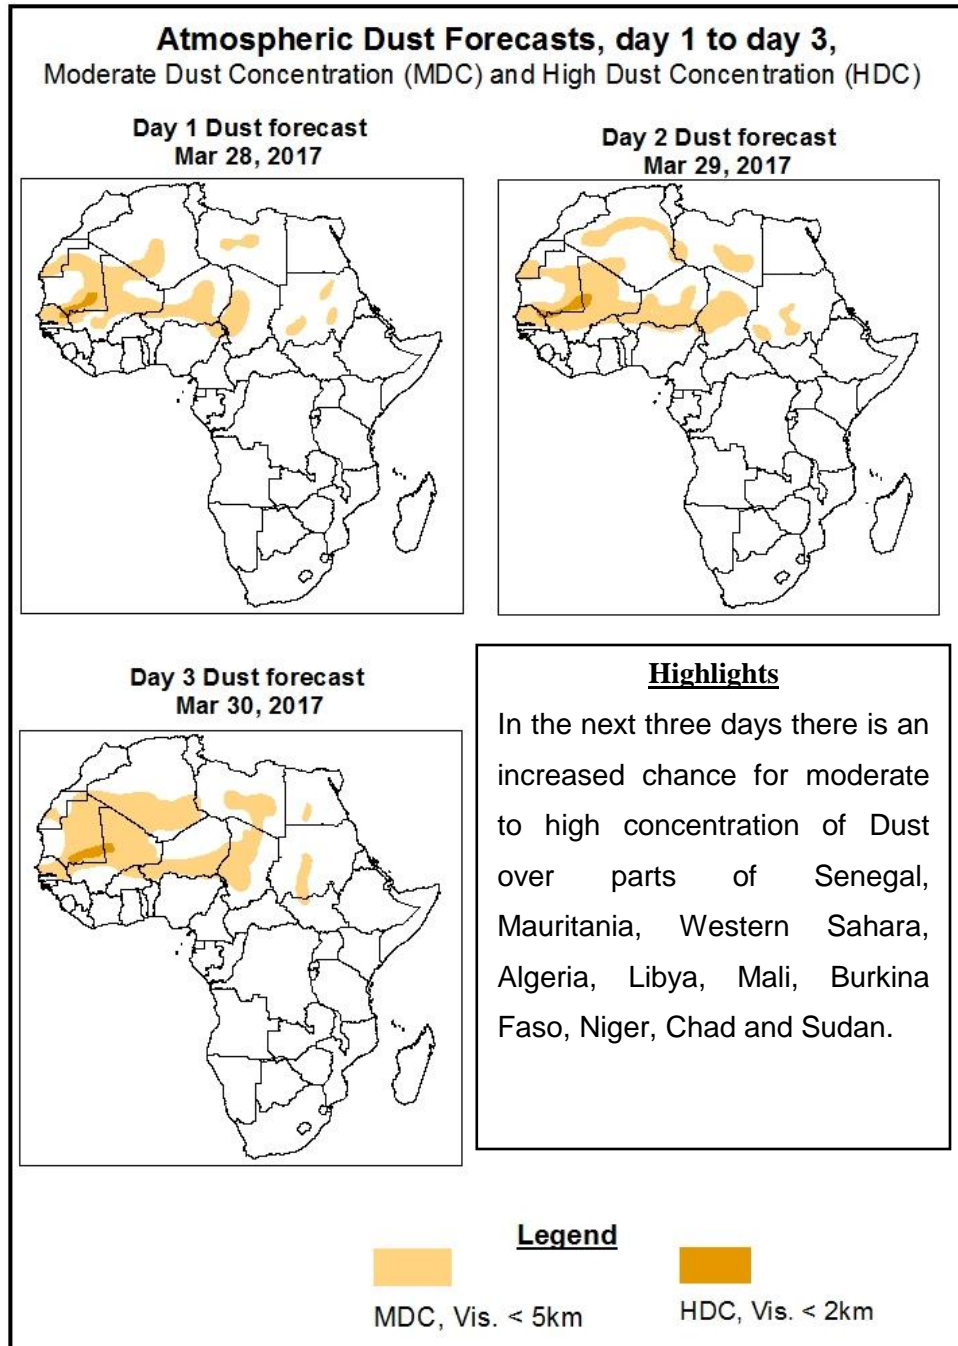 Atmospheric Dust Forecasts, day 1 to day 3,
Moderate Dust Concentration (MDC) and High Dust Concentration (HDC)
Day 1 Dust forecast
Mar 28, 2017
Day 2 Dust forecast
Mar 29, 2017
Day 3 Dust forecast
Mar 30, 2017
Highlights
In the next three days there is an
increased chance for moderate
to high concentration of Dust
over parts of Senegal,
Mauritania, Western Sahara,
Algeria, Libya, Mali, Burkina
Faso, Niger, Chad and Sudan.
Legend
MDC, Vis. < 5km
HDC, Vis. < 2km